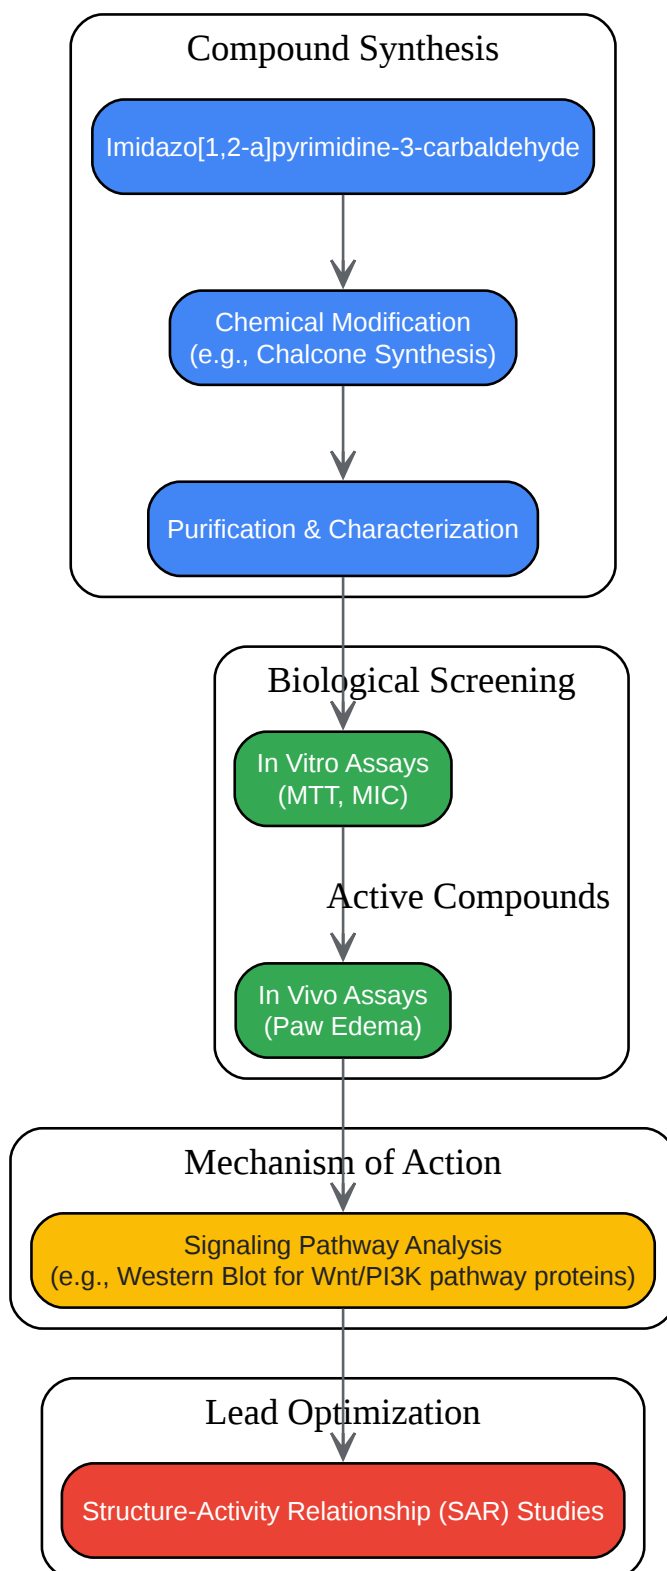 Compound Synthesis
Imidazo[1,2-a]pyrimidine-3-carbaldehyde
Chemical Modification
(e.g., Chalcone Synthesis)
Purification & Characterization
Biological Screening
In Vitro Assays
(MTT, MIC)
Active Compounds
In Vivo Assays
(Paw Edema)
Mechanism of Action
Signaling Pathway Analysis
(e.g., Western Blot for Wnt/PI3K pathway proteins)
Lead Optimization
Structure-Activity Relationship (SAR) Studies